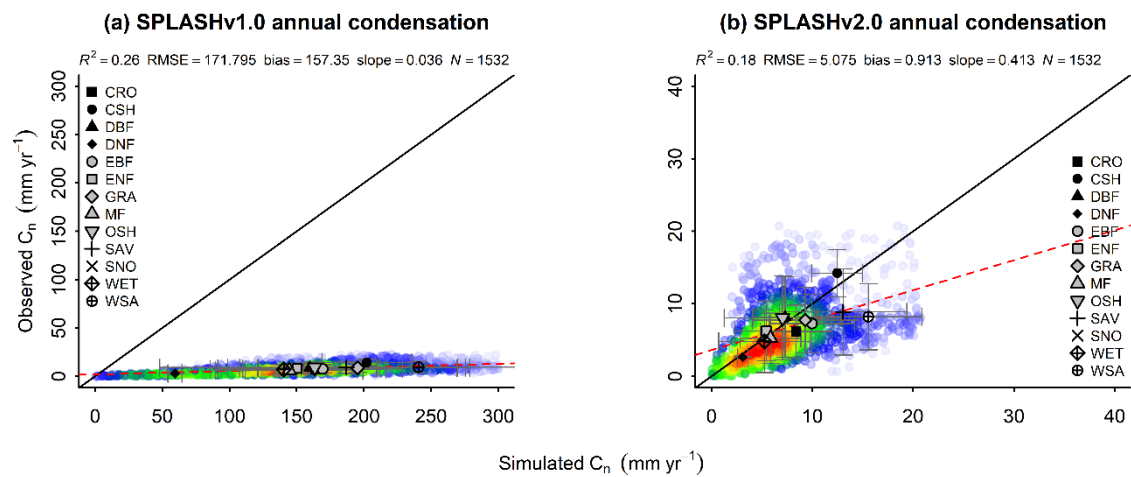 (a) SPLASHv1.0 annual condensation
R² = 0.26 RMSE = 171.795 bias = 157.35 slope = 0.036 N = 1532
Observed Cₙ (mm yr⁻¹)
300
250
200
150
100
50
0
CRO
CSH
DBF
DNF
EBF
ENF
GRA
MF
OSH
SAV
SNO
WET
WSA
0 50 100 150 200 250 300
(b) SPLASHv2.0 annual condensation
R² = 0.18 RMSE = 5.075 bias = 0.913 slope = 0.413 N = 1532
40
30
20
10
0
CRO
CSH
DBF
DNF
EBF
ENF
GRA
MF
OSH
SAV
SNO
WET
WSA
0 10 20 30 40
Simulated Cₙ (mm yr⁻¹)